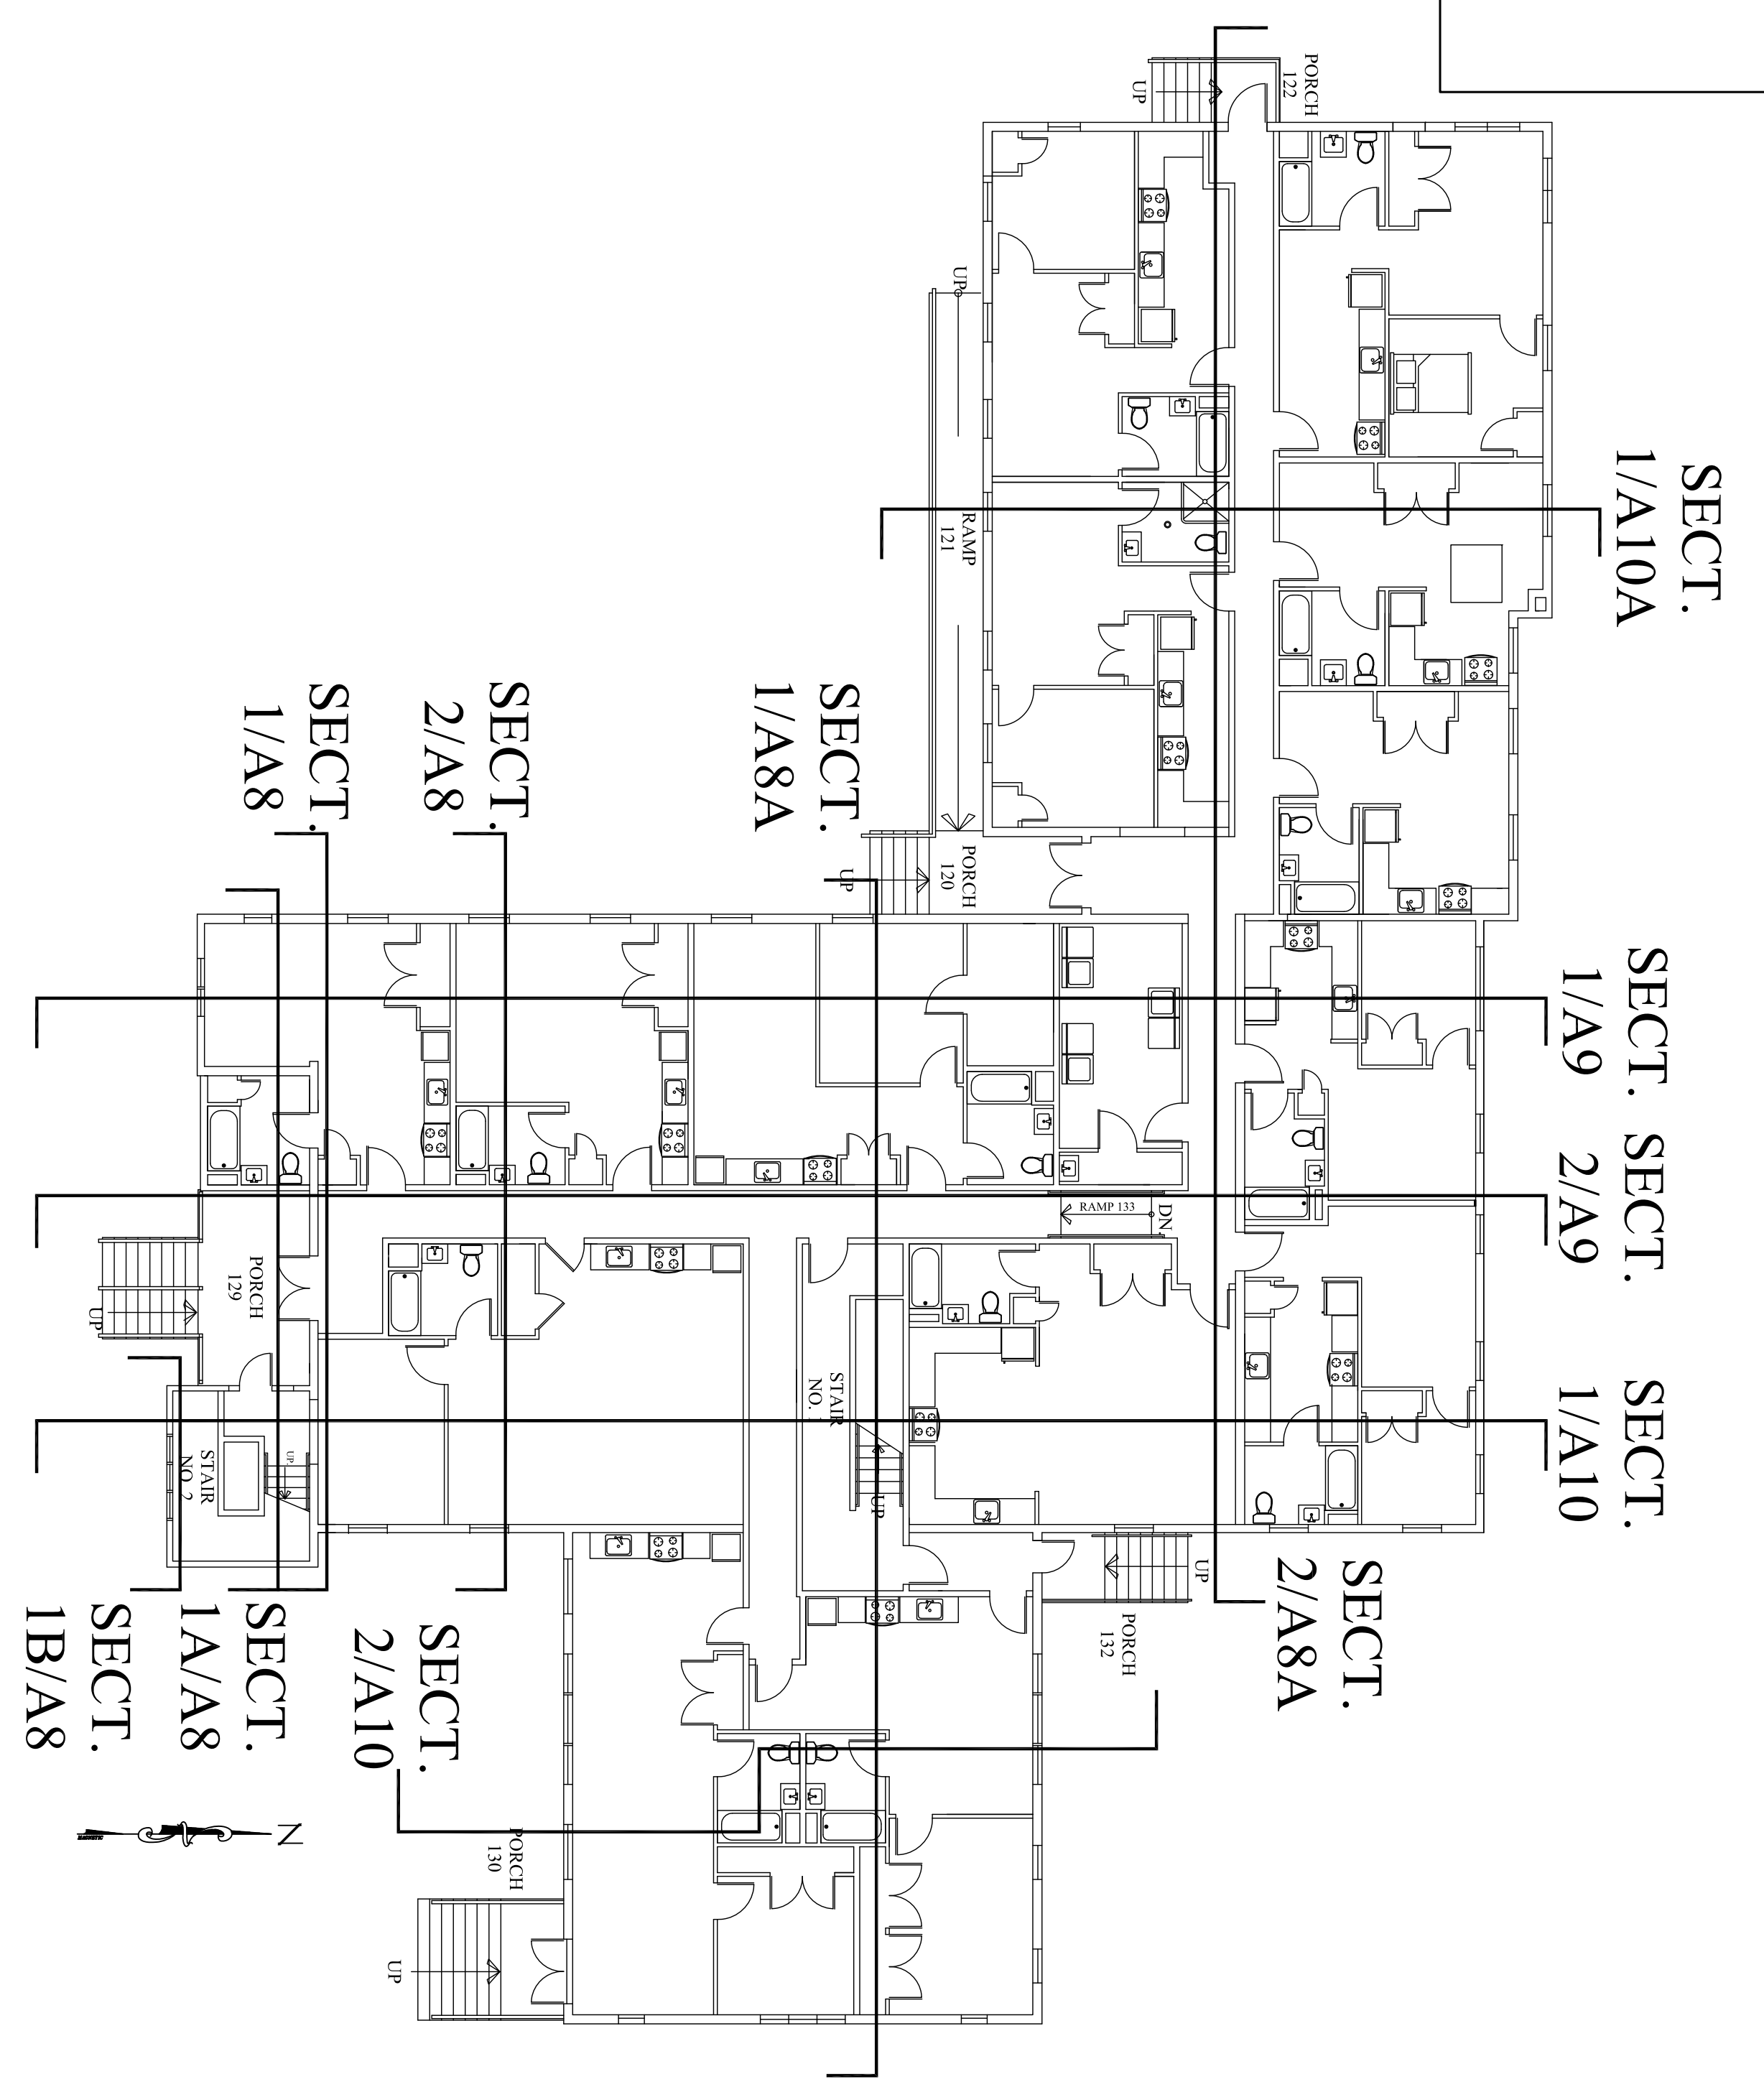 PORCH
122
UP
UP
RAMP
121
SECT.
1/A10A
SECT.
1/A8
SECT.
2/A8
SECT.
1/A8A
PORCH
120
UP
SECT.
1/A9
SECT.
2/A9
SECT.
1/A10
RAMP 133
DN.
PORCH
129
UP
STAIR
NO.
UP
STAIR
NO. 2
UP.
UP
PORCH
132
SECT.
2/A8A
SECT.
1B/A8
SECT.
1A/A8
SECT.
2/A10
PORCH
130
UP
N
MAGNETIC